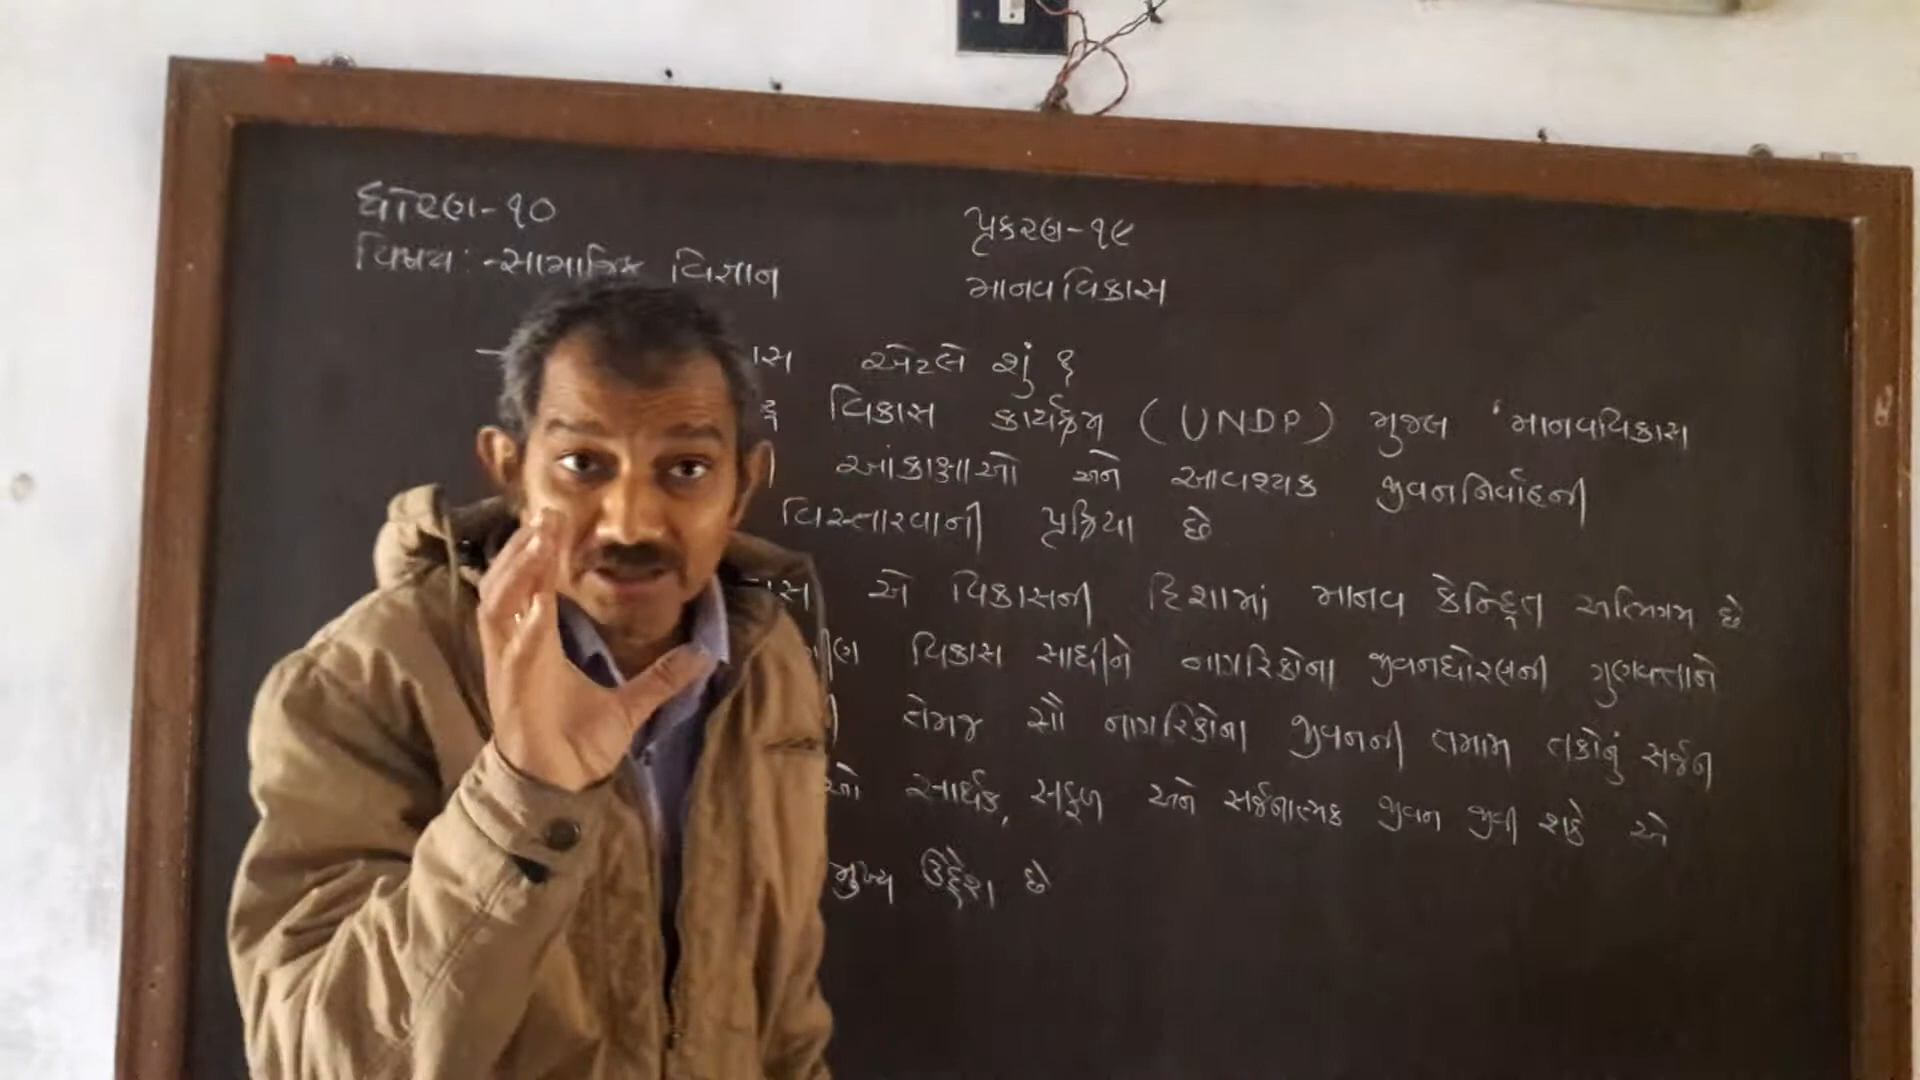 ધોરણ-૧૦
વિષય:-સામાજિક વિજ્ઞાન
પ્રકરણ-૧૯
માનવવિકાસ
એટલે શું ?
વિકાસ કાર્યક્રમ (UNDP) મુજબ 'માનવવિકાસ
આંકાક્ષાઓ અને આવશ્યક જીવનનિર્વાહની
વિસ્તારવાની પ્રક્રિયા છે
એ વિકાસની દિશામાં માનવ કેન્દ્રિત અભિગમ છે
વિકાસ સાધીને નાગરિકોના જીવનધોરણની ગુણવત્તાને
તેમજ સૌ નાગરિકોના જીવનની તમામ તકોનું સર્જન
સાર્થક, સફળ અને સર્જનાત્મક જીવન જીવી શકે એ
મુખ્ય ઉદ્દેશ છે